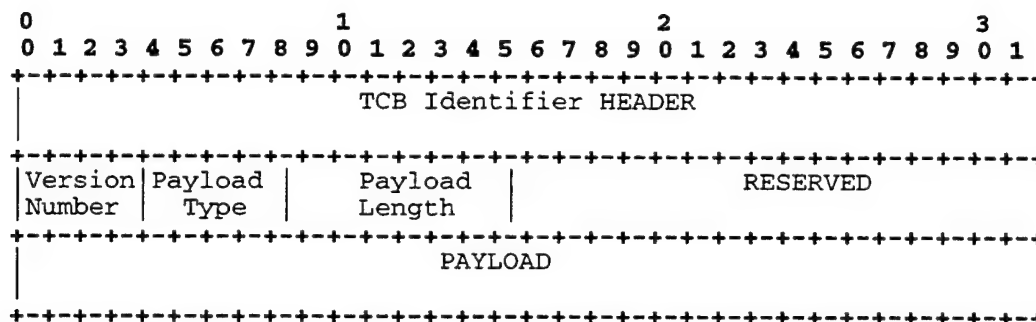 0                   1                   2                   3
0 1 2 3 4 5 6 7 8 9 0 1 2 3 4 5 6 7 8 9 0 1 2 3 4 5 6 7 8 9 0 1
+-+-+-+-+-+-+-+-+-+-+-+-+-+-+-+-+-+-+-+-+-+-+-+-+-+-+-+-+-+-+-+-
|                    TCB Identifier HEADER
+-+-+-+-+-+-+-+-+-+-+-+-+-+-+-+-+-+-+-+-+-+-+-+-+-+-+-+-+-+-+-+-
|Version|Payload |    Payload  |              RESERVED
|Number |  Type  |    Length   |
+-+-+-+-+-+-+-+-+-+-+-+-+-+-+-+-+-+-+-+-+-+-+-+-+-+-+-+-+-+-+-+-
|                         PAYLOAD
+-+-+-+-+-+-+-+-+-+-+-+-+-+-+-+-+-+-+-+-+-+-+-+-+-+-+-+-+-+-+-+-